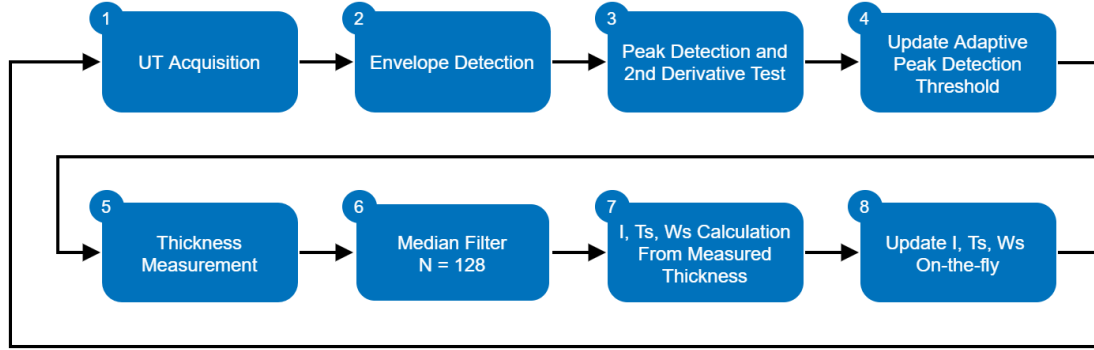 1
UT Acquisition
2
Envelope Detection
3
Peak Detection and
2nd Derivative Test
4
Update Adaptive
Peak Detection
Threshold
5
Thickness
Measurement
6
Median Filter
N = 128
7
I, Ts, Ws Calculation
From Measured
Thickness
8
Update I, Ts, Ws
On-the-fly